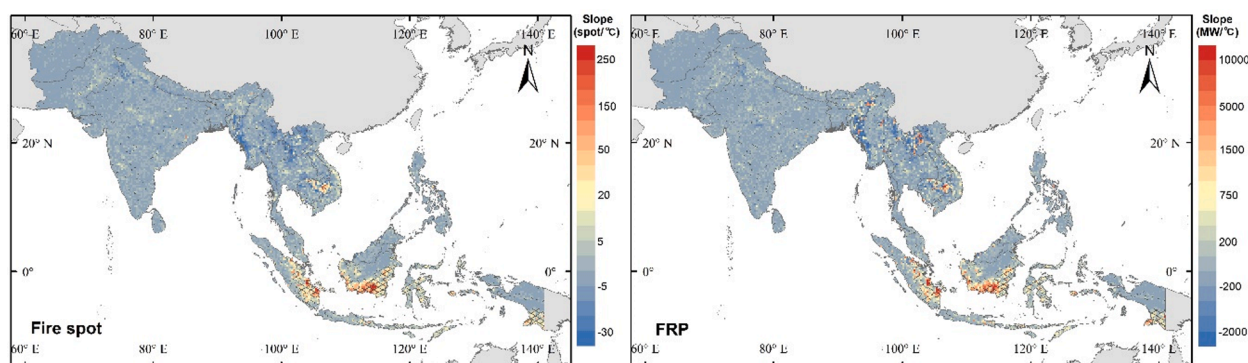 60° E 80° E 100° E 120° E 140° E
Slope
(spot/°C)
N
250
150
50
20
5
-5
-30
20° N 20° N
0° 0°
Fire spot
60° E 80° E 100° E 120° E 140° E
60° E 80° E 100° E 120° E 140° E
Slope
(MW/°C)
N
10000
5000
1500
750
200
-200
-2000
20° N 20° N
0° 0°
FRP
60° E 80° E 100° E 120° E 140° E